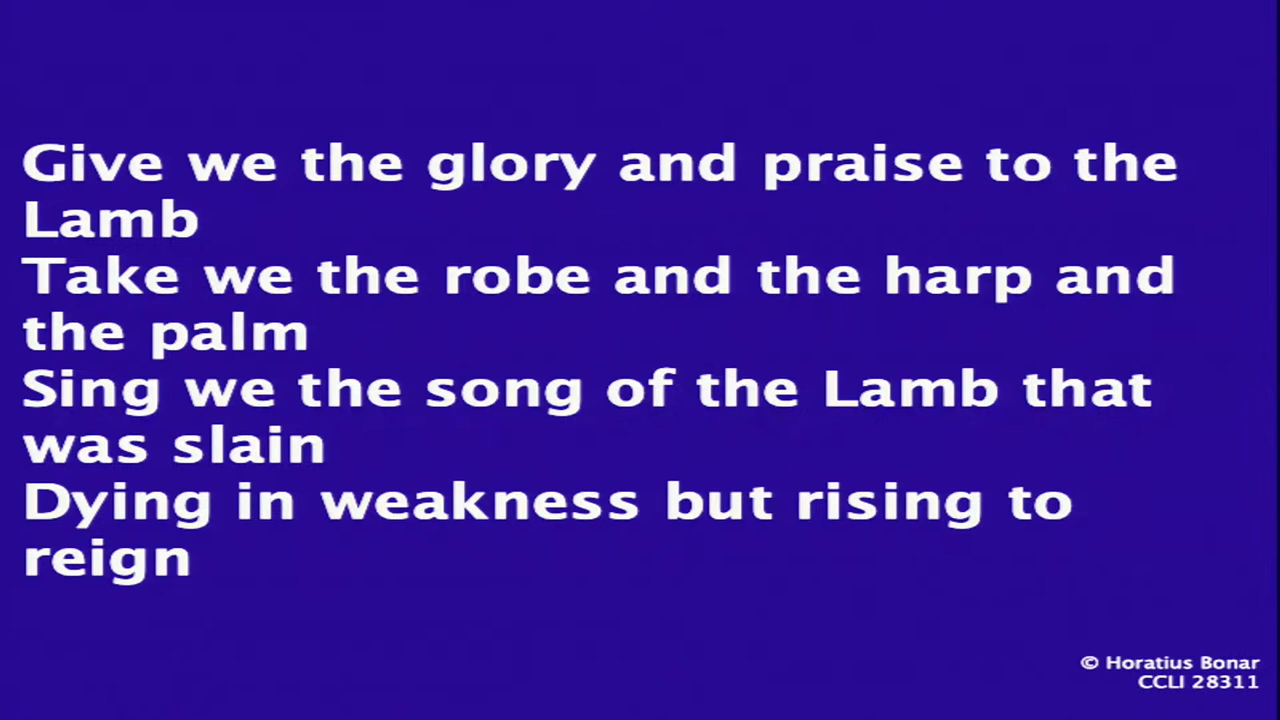 Give we the glory and praise to the
Lamb
Take we the robe and the harp and
the palm
Sing we the song of the Lamb that
was slain
Dying in weakness but rising to
reign
© Horatius Bonar
CCLI 28311